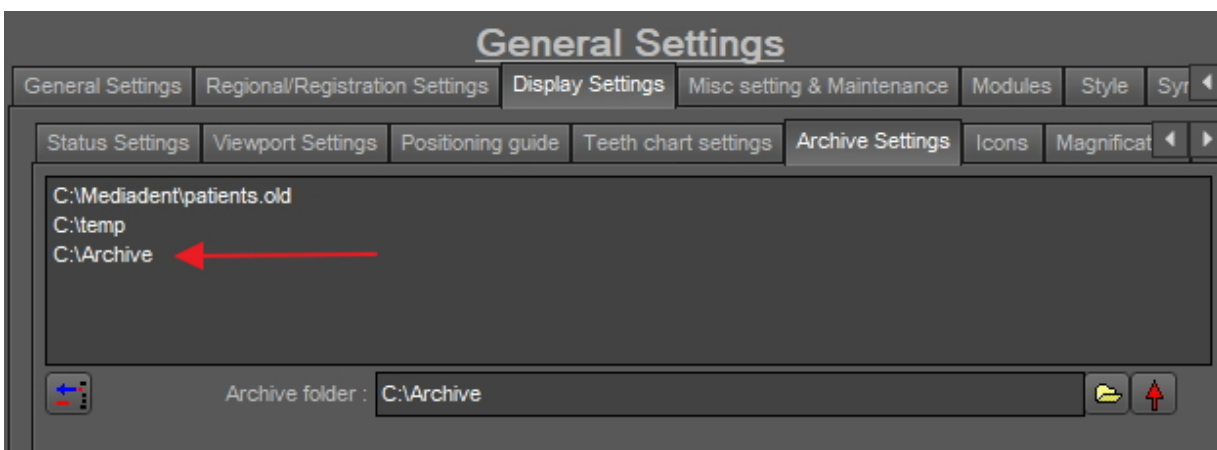 General Settings
General Settings Regional/Registration Settings Display Settings Misc setting & Maintenance Modules Style
Status Settings Viewport Settings Positioning guide Teeth chart settings Archive Settings Icons Magnificat
C:\Mediadent\patients.old
C:\temp
C:\Archive
Archive folder : C:\Archive